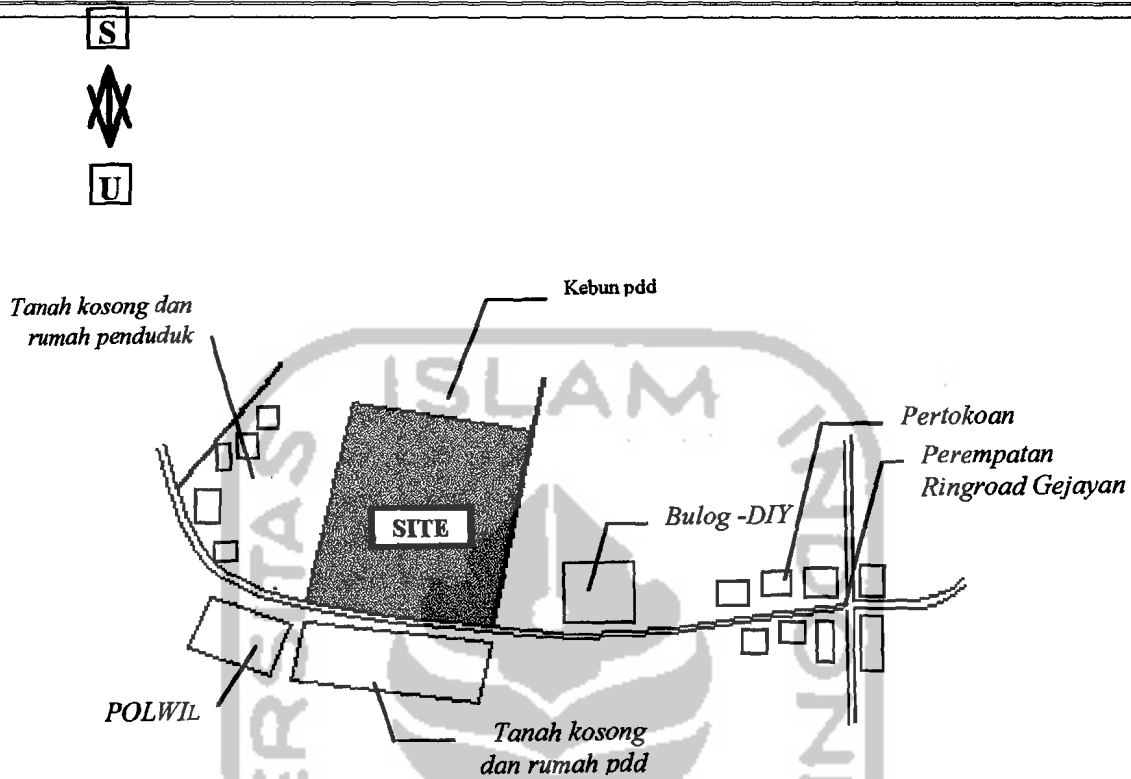 S
U
Kebun pdd
Tanah kosong dan
rumah penduduk
ISLAM
Pertokoan
Perempatan
Ringroad Gejayan
SITE
Bulog -DIY
POLWIL
Tanah kosong
dan rumah pdd